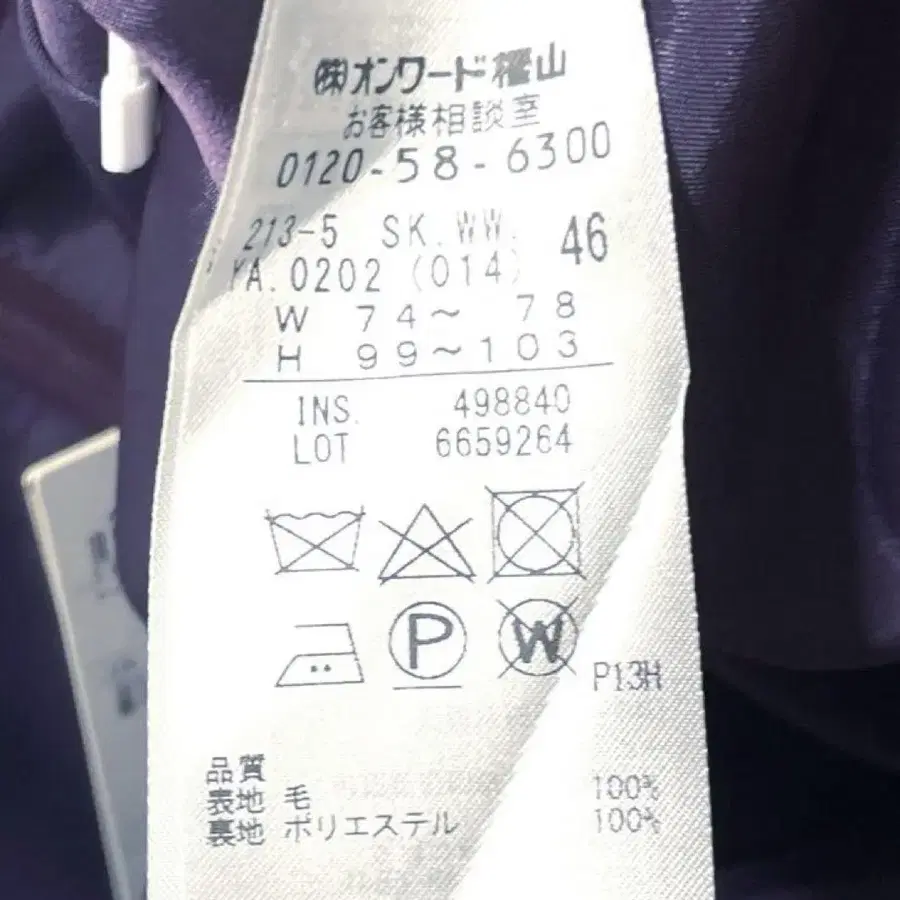 ㈱オンワード樫山
お客様相談室
0120-58-6300
213-5 SK.WW. 46
YA.0202 (014)
W 74〜 78
H 99〜103
INS. 498840
LOT 6659264
P W
P13H
品質
表地 毛 100%
裏地 ポリエステル 100%